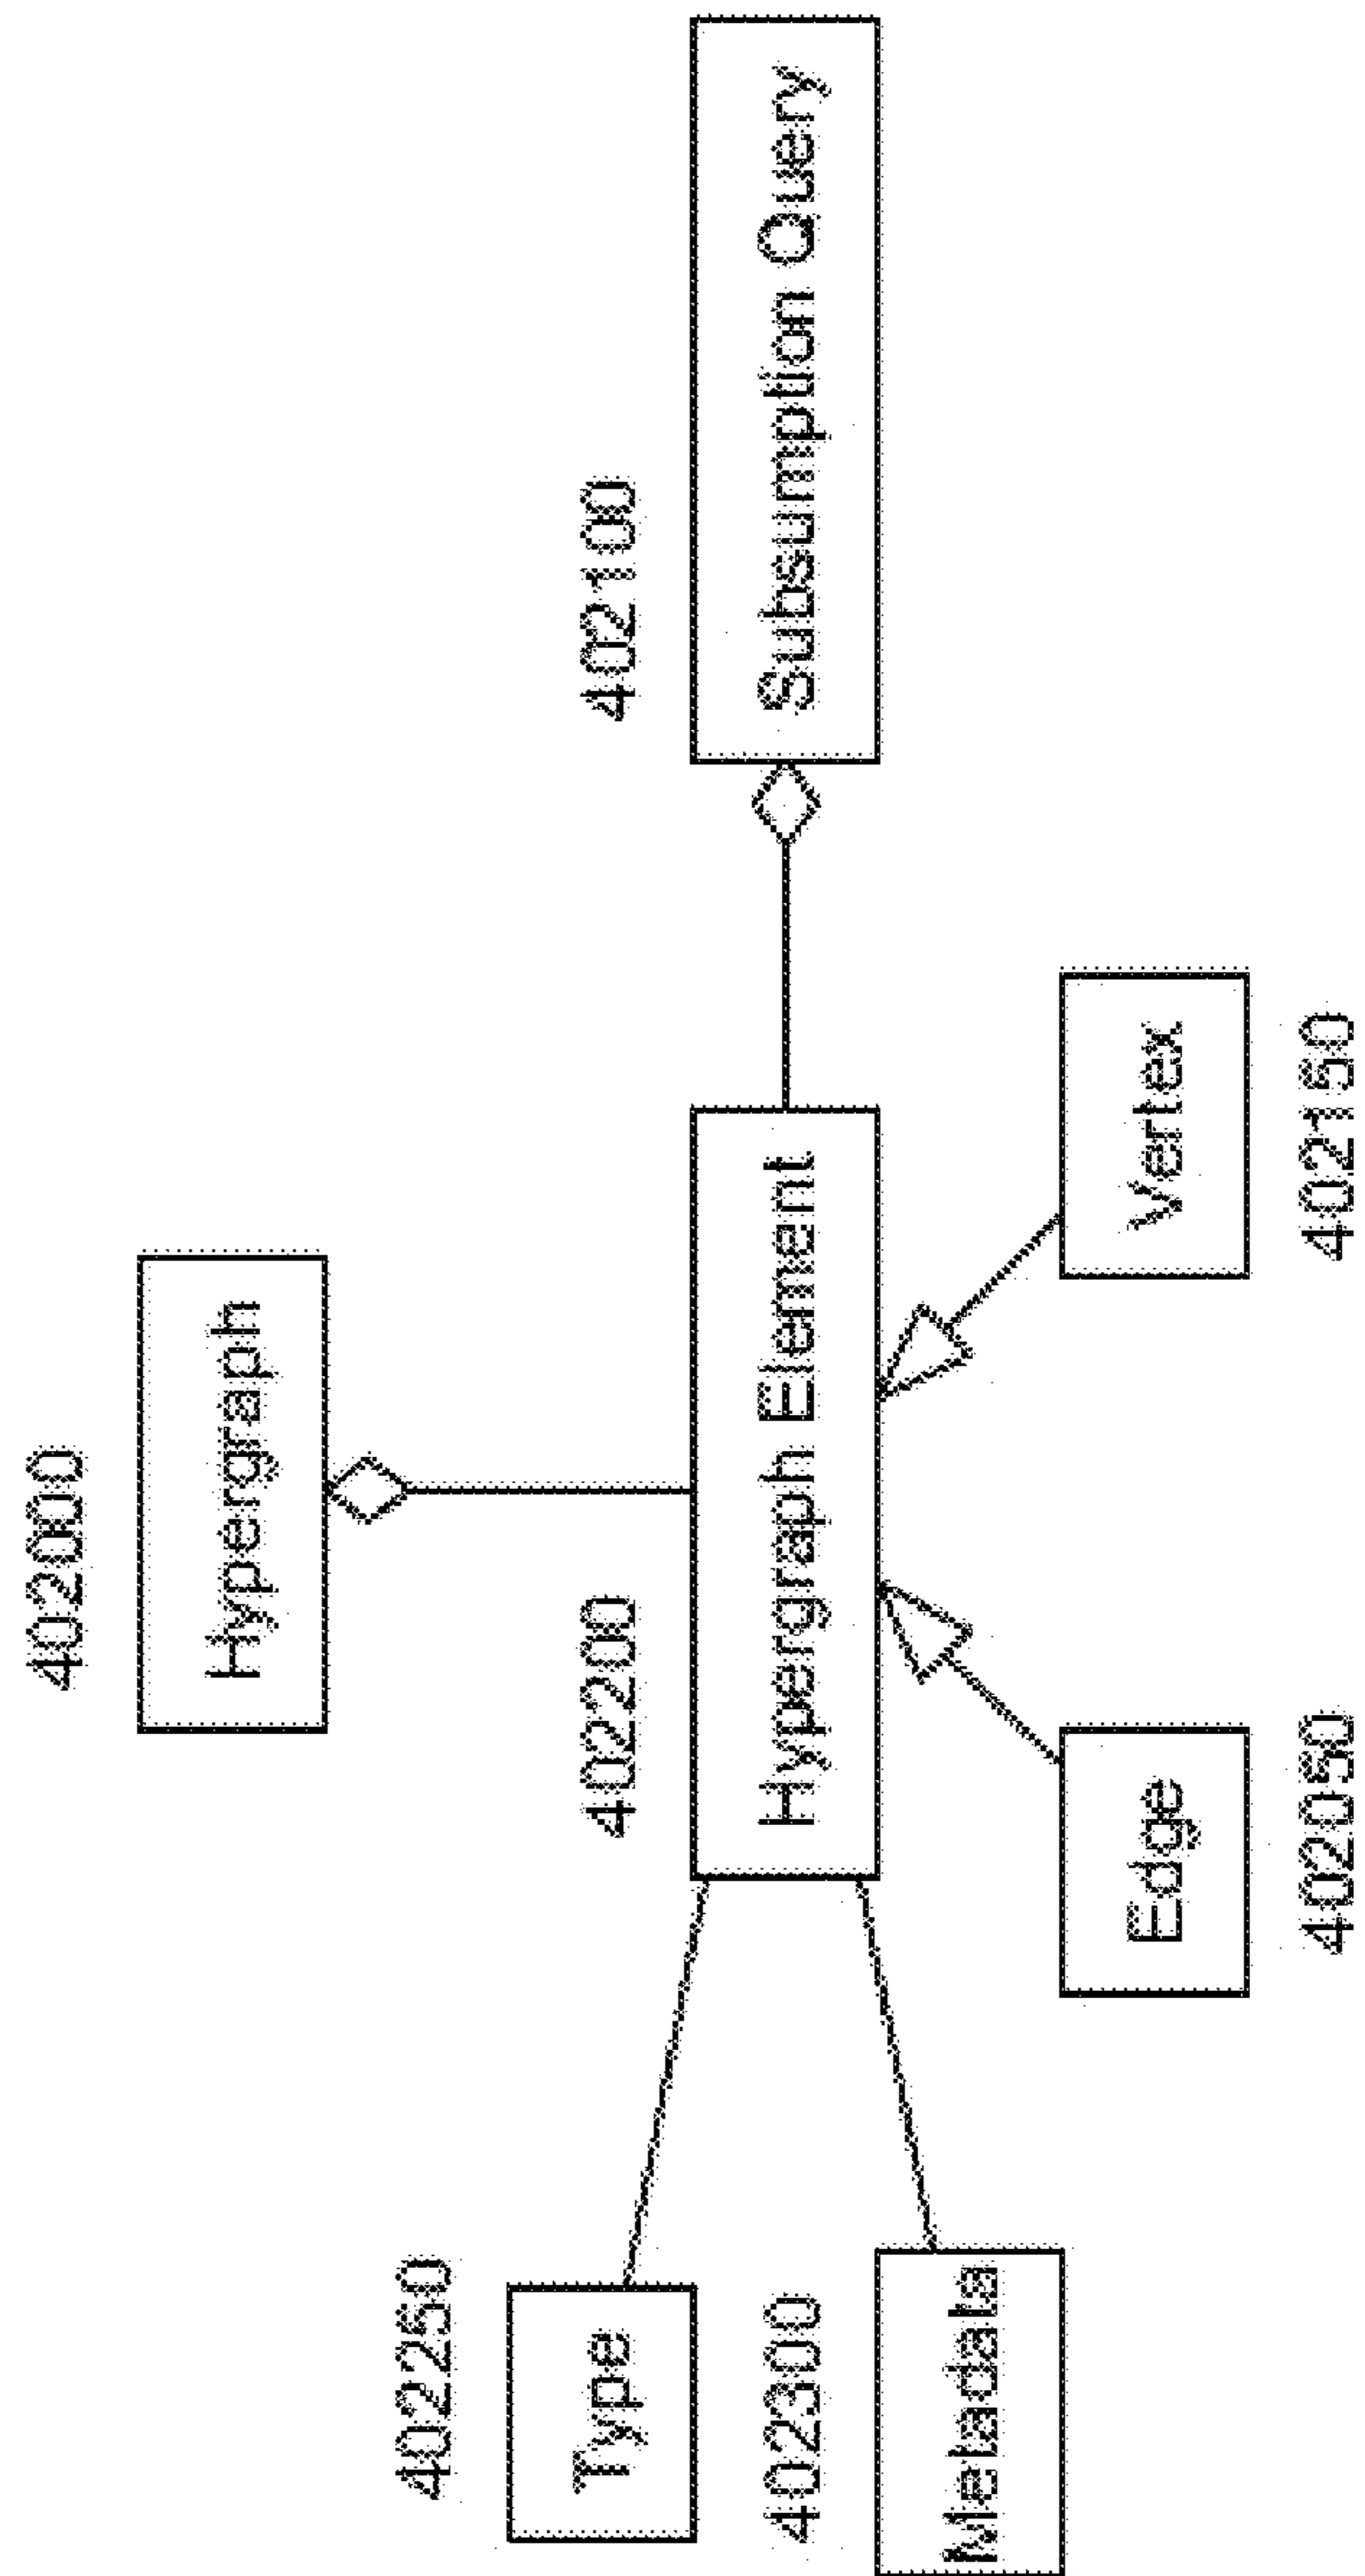 402000
Hypergraph
402250
Type
402200
Hypergraph Element
402100
Subsumption Query
402300
Metadata
Edge
402050
Vertex
402150